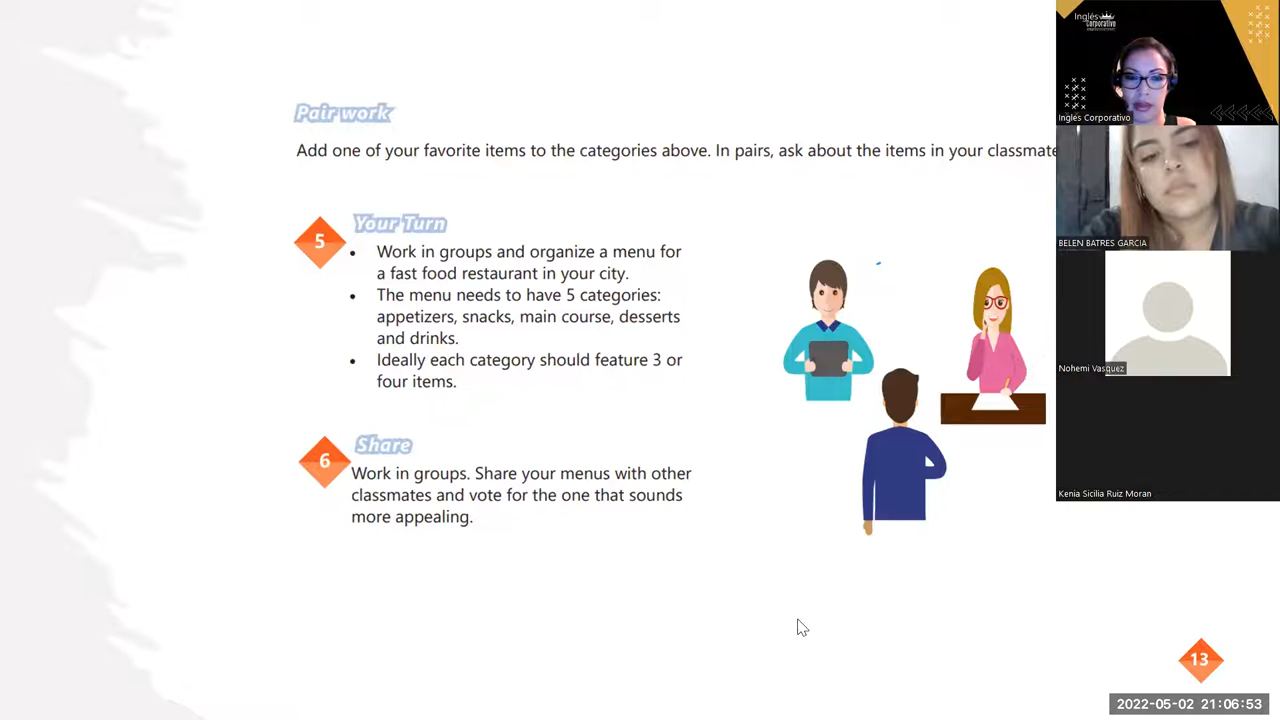 Pair work
Add one of your favorite items to the categories above. In pairs, ask about the items in your classmate
5
Your Turn
• Work in groups and organize a menu for
a fast food restaurant in your city.
• The menu needs to have 5 categories:
appetizers, snacks, main course, desserts
and drinks.
• Ideally each category should feature 3 or
four items.
6
Share
Work in groups. Share your menus with other
classmates and vote for the one that sounds
more appealing.
13
Inglés
Corporativo
Inglés Corporativo
BELEN BATRES GARCIA
Nohemi Vasquez
Kenia Sicilia Ruiz Moran
2022-05-02 21:06:53